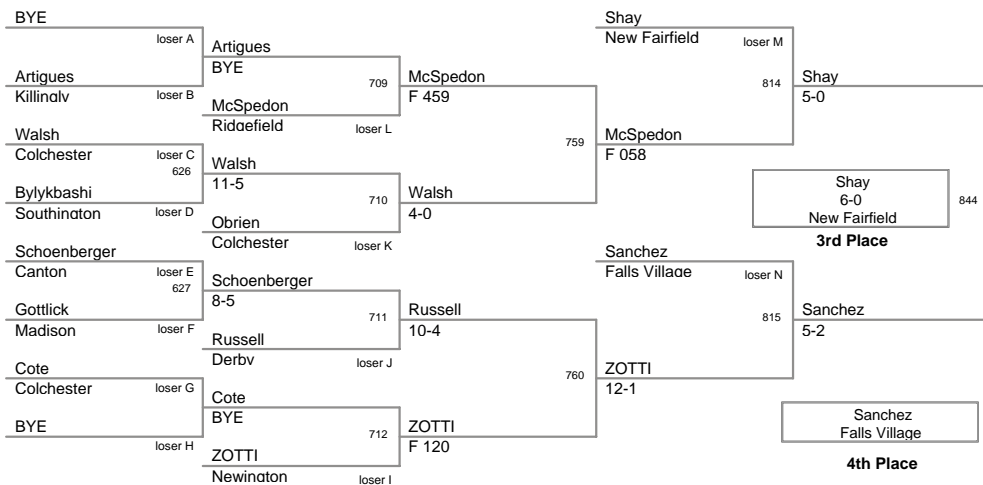 BYE
loser A
Artigues
Killingly
loser B
Walsh
Colchester
loser C
626
Bylykbashi
Southington
loser D
Schoenberger
Canton
loser E
627
Gottlick
Madison
loser F
Cote
Colchester
loser G
BYE
loser H
Artigues
BYE
709
McSpedon
Ridgefield
loser L
Walsh
11-5
710
Obrien
Colchester
loser K
Schoenberger
8-5
711
Russell
Derby
loser J
Cote
BYE
712
ZOTTI
Newington
loser I
McSpedon
F 459
759
Walsh
4-0
Russell
10-4
760
ZOTTI
F 120
Shay
New Fairfield
loser M
814
McSpedon
F 058
Sanchez
Falls Village
loser N
815
ZOTTI
12-1
Shay
5-0
Shay
6-0
New Fairfield
844
3rd Place
Sanchez
5-2
Sanchez
Falls Village
4th Place